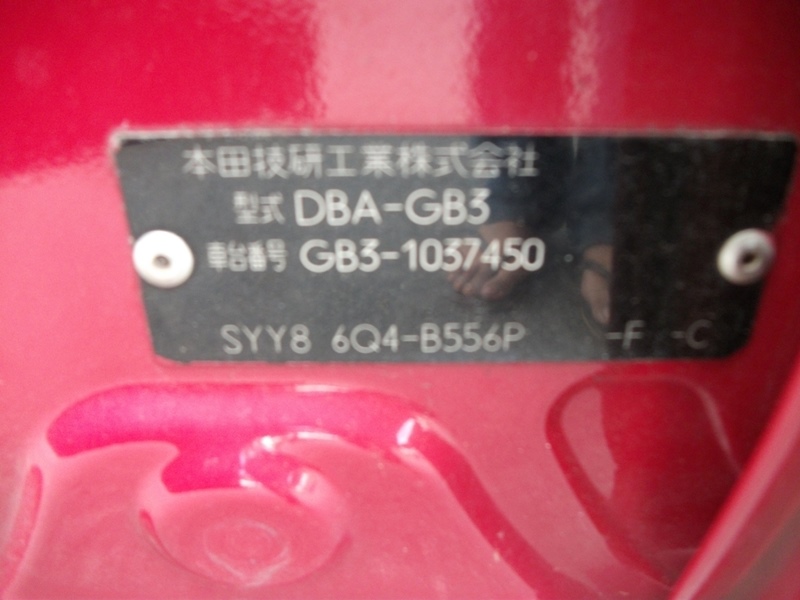 本田技研工業株式会社
型式 DBA-GB3
車台番号 GB3-1037450
SYY8 6Q4-B556P -F -C